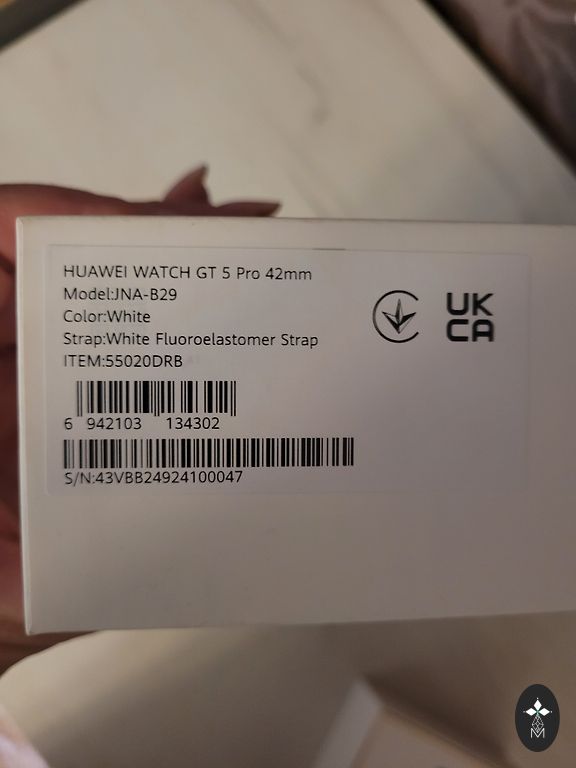 HUAWEI WATCH GT 5 Pro 42mm
Model:JNA-B29
Color:White
Strap:White Fluoroelastomer Strap
ITEM:55020DRB
UK
CA
6 942103 134302
S/N:43VBB24924100047
M